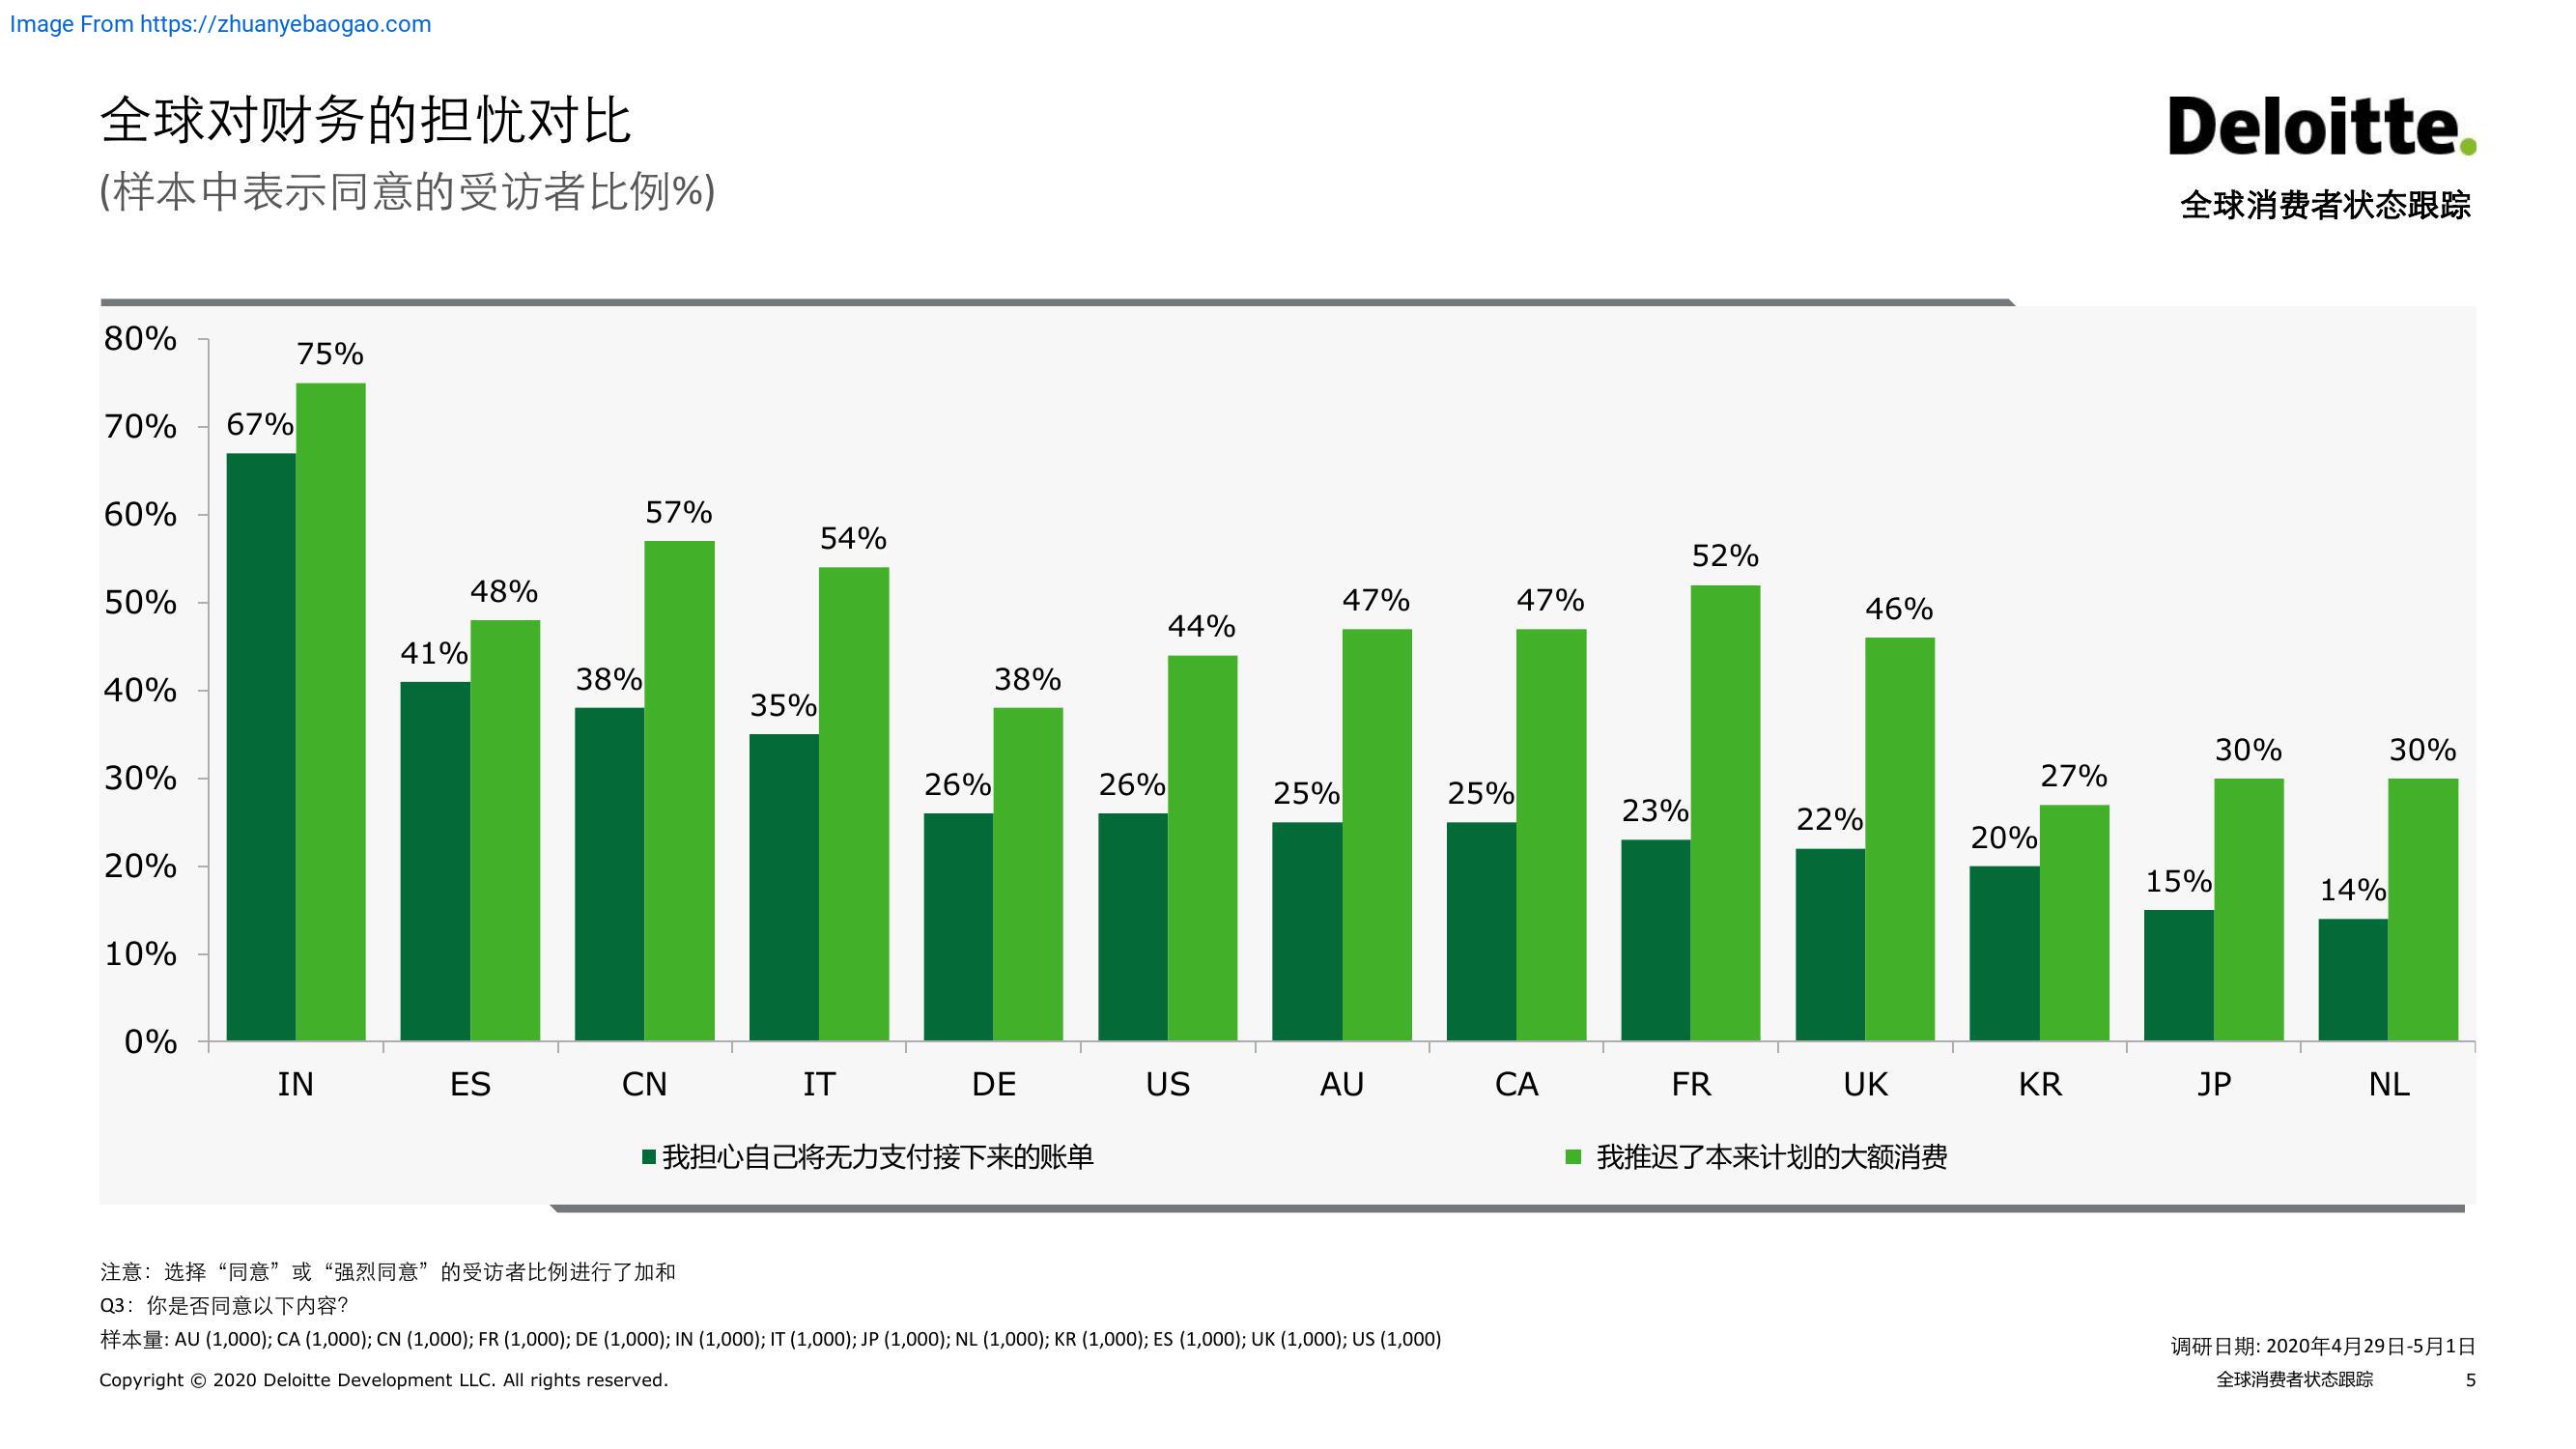 Image From https://zhuanyebaogao.com
全球对财务的担忧对比
(样本中表示同意的受访者比例%)
Deloitte.
全球消费者状态跟踪
80%
70%
60%
50%
40%
30%
20%
10%
0%
67% 75%
41% 48%
38% 57%
35% 54%
26% 38%
26% 44%
25% 47%
25% 47%
23% 52%
22% 46%
20% 27%
15% 30%
14% 30%
IN ES CN IT DE US AU CA FR UK KR JP NL
我担心自己将无力支付接下来的账单 我推迟了本来计划的大额消费
注意：选择“同意”或“强烈同意”的受访者比例进行了加和
Q3：你是否同意以下内容？
样本量: AU (1,000); CA (1,000); CN (1,000); FR (1,000); DE (1,000); IN (1,000); IT (1,000); JP (1,000); NL (1,000); KR (1,000); ES (1,000); UK (1,000); US (1,000)
调研日期: 2020年4月29日-5月1日
Copyright © 2020 Deloitte Development LLC. All rights reserved.
全球消费者状态跟踪 5